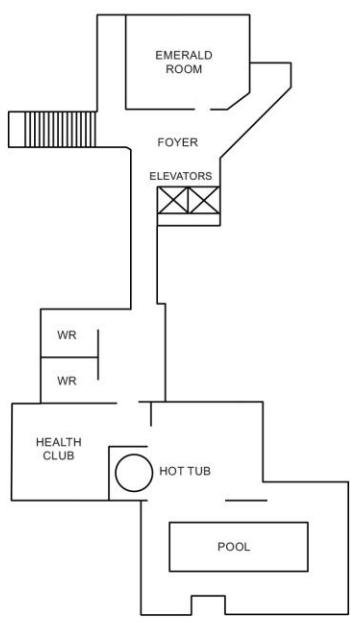 EMERALD
ROOM
FOYER
ELEVATORS
WR
WR
HEALTH
CLUB
HOT TUB
POOL